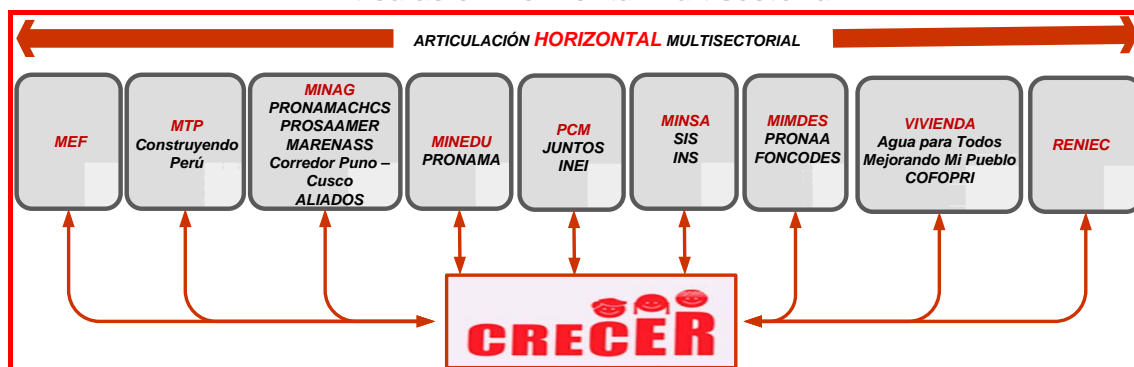 ARTICULACIÓN HORIZONTAL MULTISECTORIAL
MEF
MTP
Construyendo
Perú
MINAG
PRONAMACHCS
PROSAAMER
MARENASS
Corredor Puno –
Cusco
ALIADOS
MINEDU
PRONAMA
PCM
JUNTOS
INEI
MINSA
SIS
INS
MIMDES
PRONAA
FONCODES
VIVIENDA
Agua para Todos
Mejorando Mi Pueblo
COFOPRI
RENIEC
CRECER